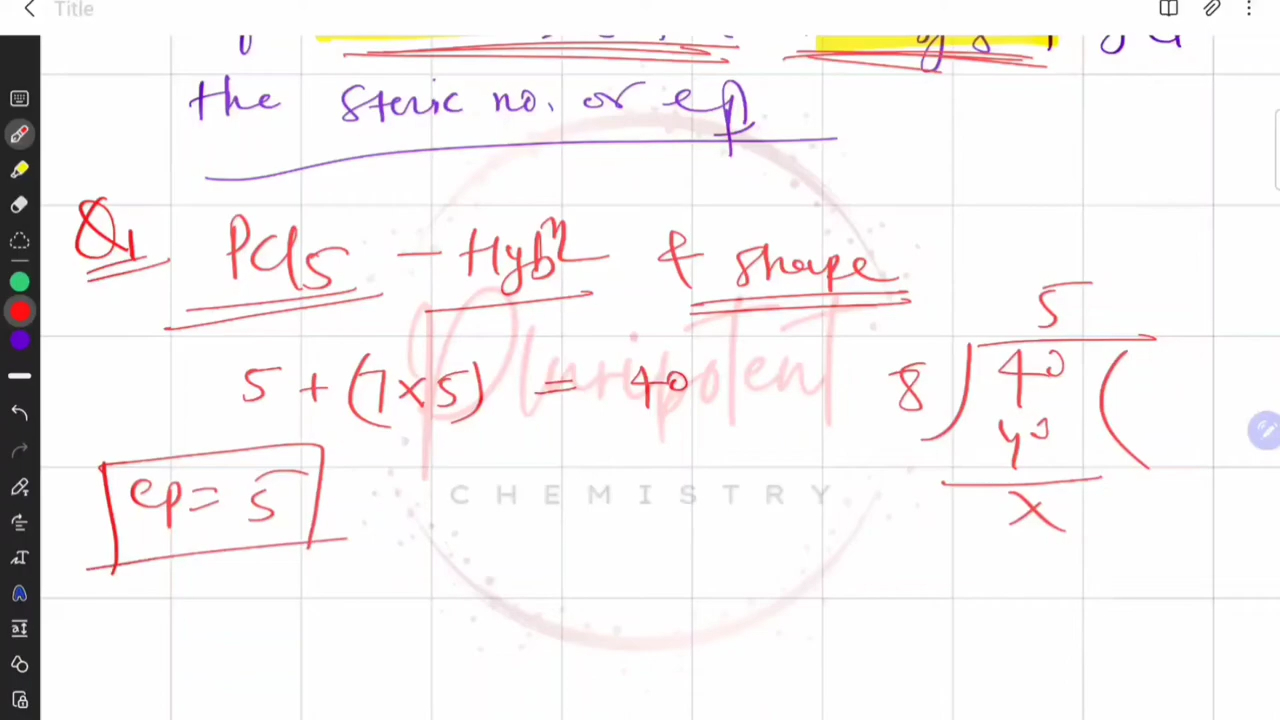 Title
the steric no. or ep
Q1 PCl5 - Hybn & shape
5 + (7×5) = 40
5
8 ) 40 (
40
x
ep = 5
Pluripotent
CHEMISTRY